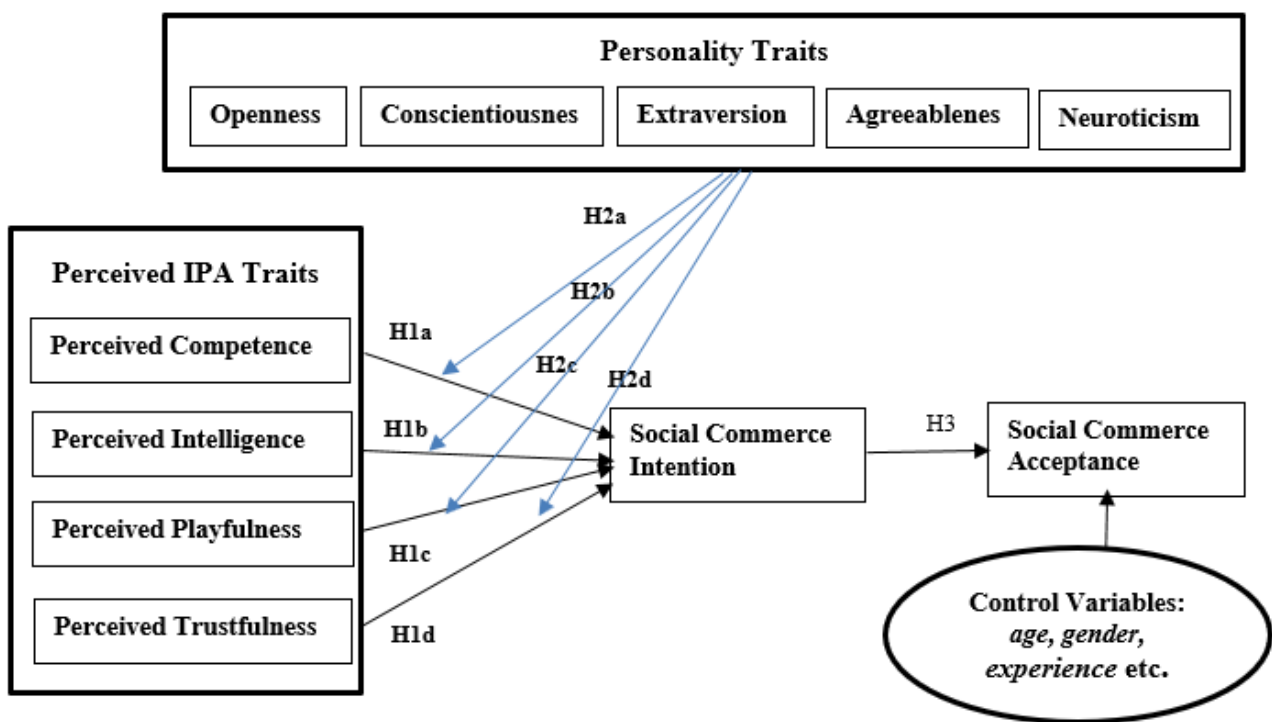 Personality Traits
Openness
Conscientiousnes
Extraversion
Agreeablenes
Neuroticism
H2a
H2b
H2c
H2d
Perceived IPA Traits
Perceived Competence
Perceived Intelligence
Perceived Playfulness
Perceived Trustfulness
H1a
H1b
H1c
H1d
Social Commerce
Intention
H3
Social Commerce
Acceptance
Control Variables:
age, gender,
experience etc.